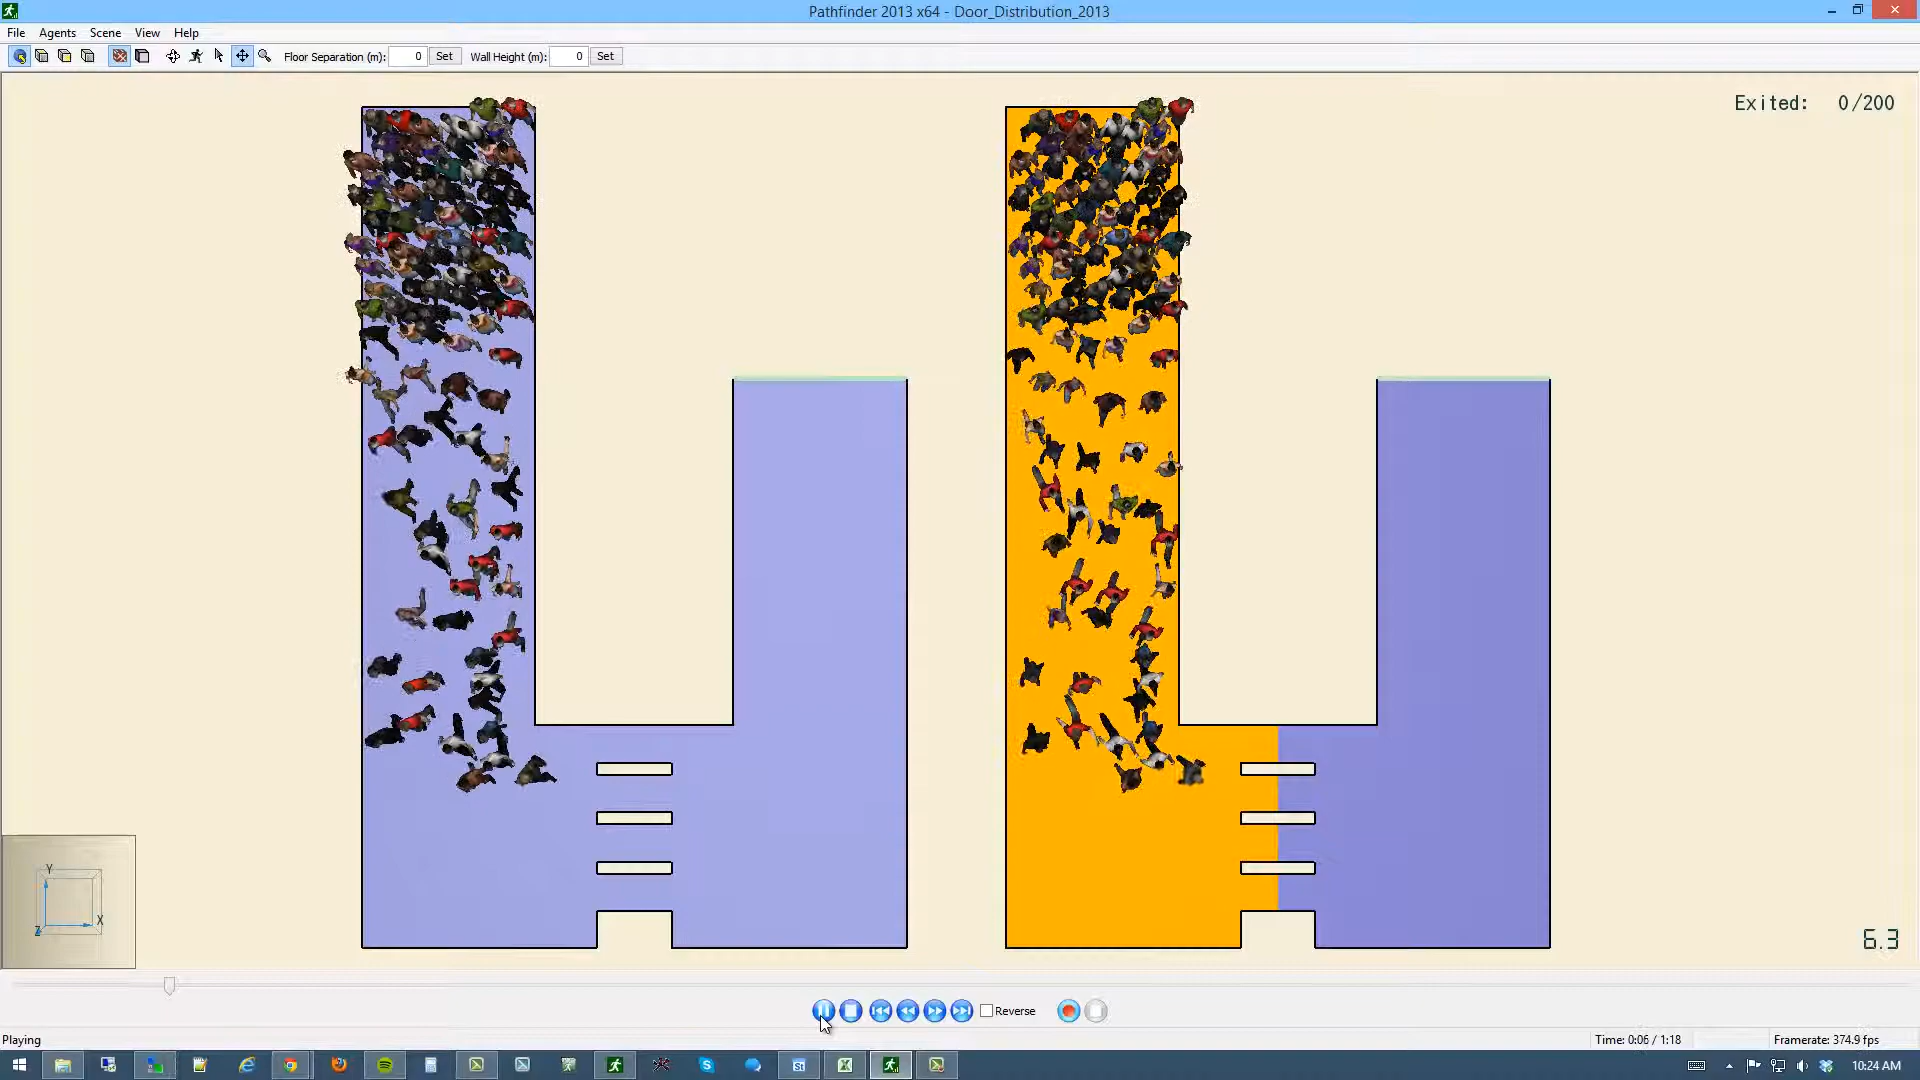 Pathfinder 2013 x64 - Door_Distribution_2013
File Agents Scene View Help
Floor Separation (m): 0 Set Wall Height (m): 0 Set
Exited: 0/200
Y
X
Z
6.3
Reverse
Playing
Time: 0:06 / 1:18
Framerate: 374.9 fps
10:24 AM